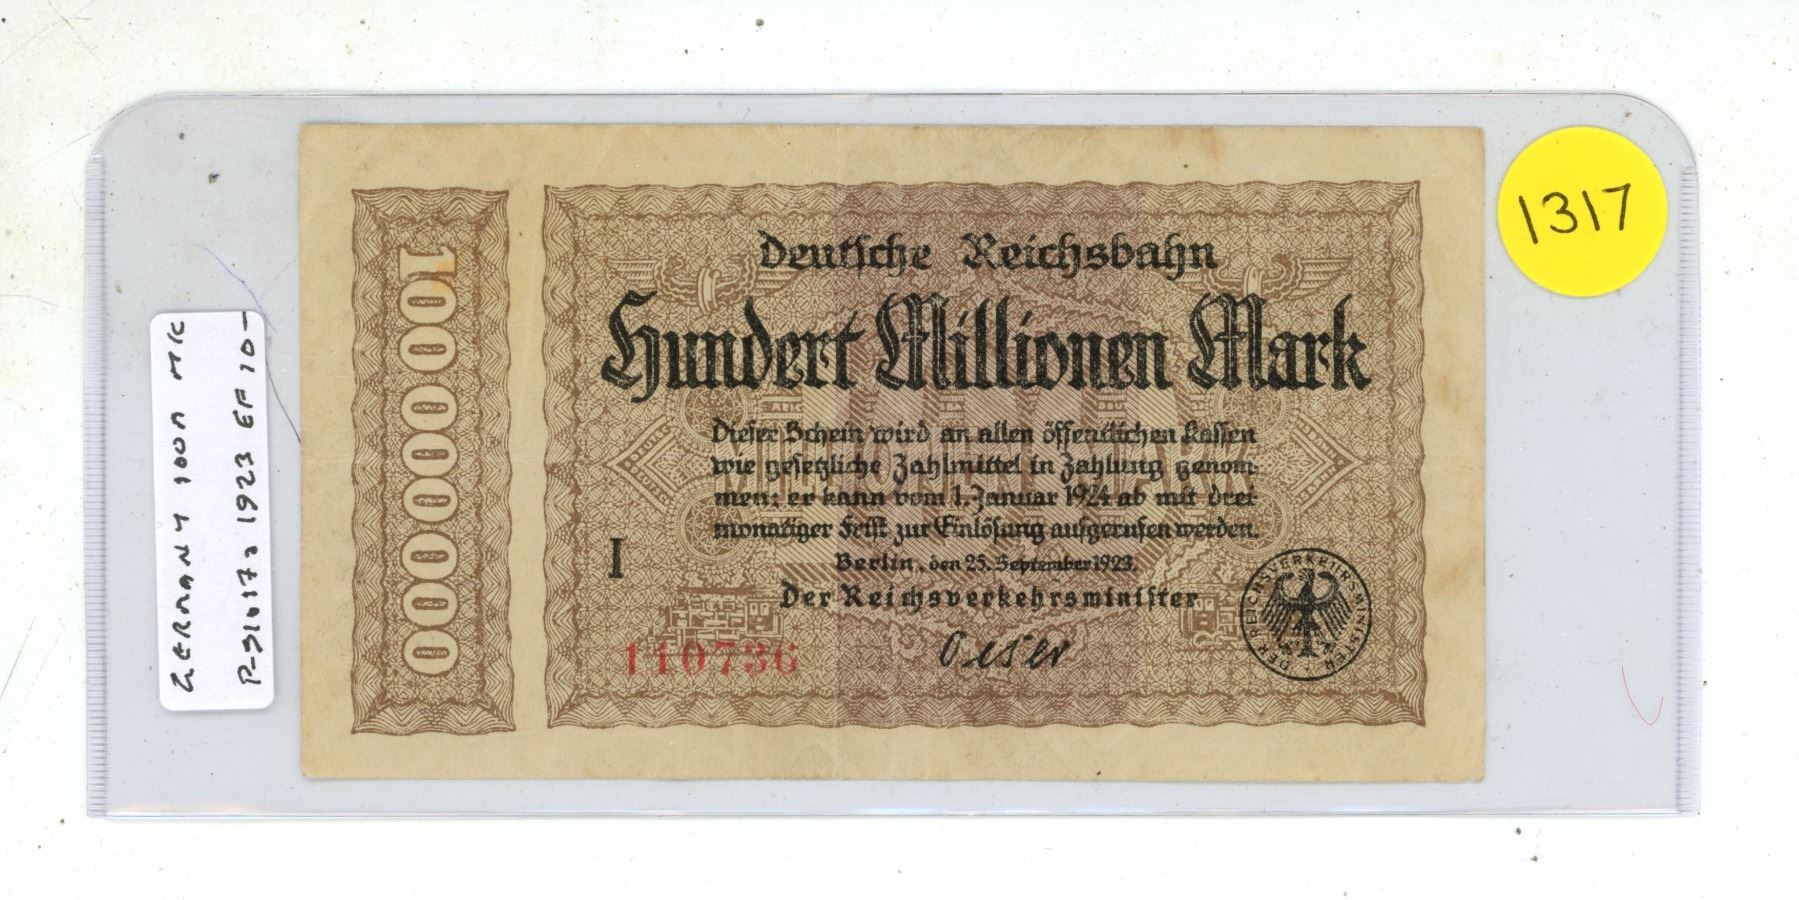 Deutsche Reichsbahn
Hundert Millionen Mark
Dieser Schein wird an allen öffentlichen Kassen
wie gesetzliche Zahlmittel in Zahlung genom-
men; er kann vom 1. Januar 1924 ab mit drei-
monatiger Frist zur Einlösung aufgerufen werden.
Berlin, den 25. September 1923.
Der Reichsverkehrsminister
Oeser
I
110736
100000000
DER REICHSVERKEHRSMINISTER
1317
GERMANY 100M MK
1923 EF 10-